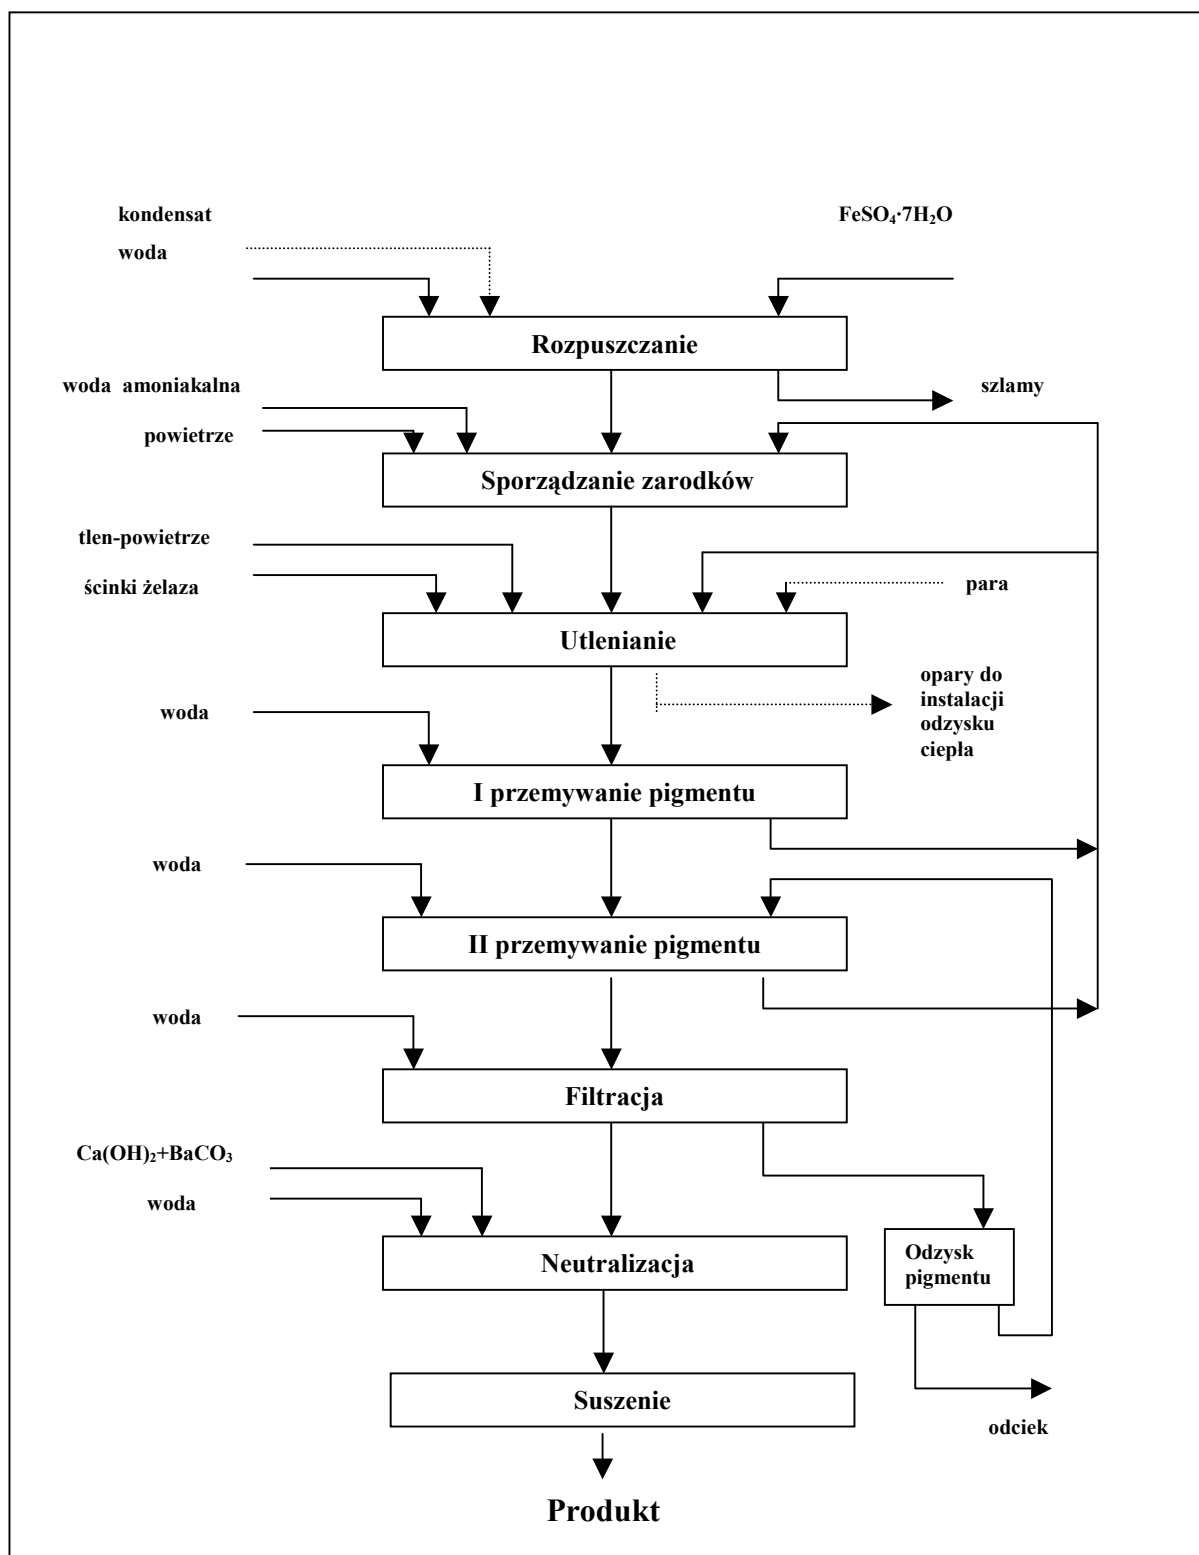 kondensat
FeSO₄·7H₂O
woda
Rozpuszczanie
woda amoniakalna
szlamy
powietrze
Sporządzanie zarodków
tlen-powietrze
ścinki żelaza
para
Utlenianie
opary do
instalacji
odzysku
ciepła
woda
I przemywanie pigmentu
woda
II przemywanie pigmentu
woda
Filtracja
Ca(OH)₂+BaCO₃
woda
Odzysk
pigmentu
Neutralizacja
Suszenie
odciek
Produkt